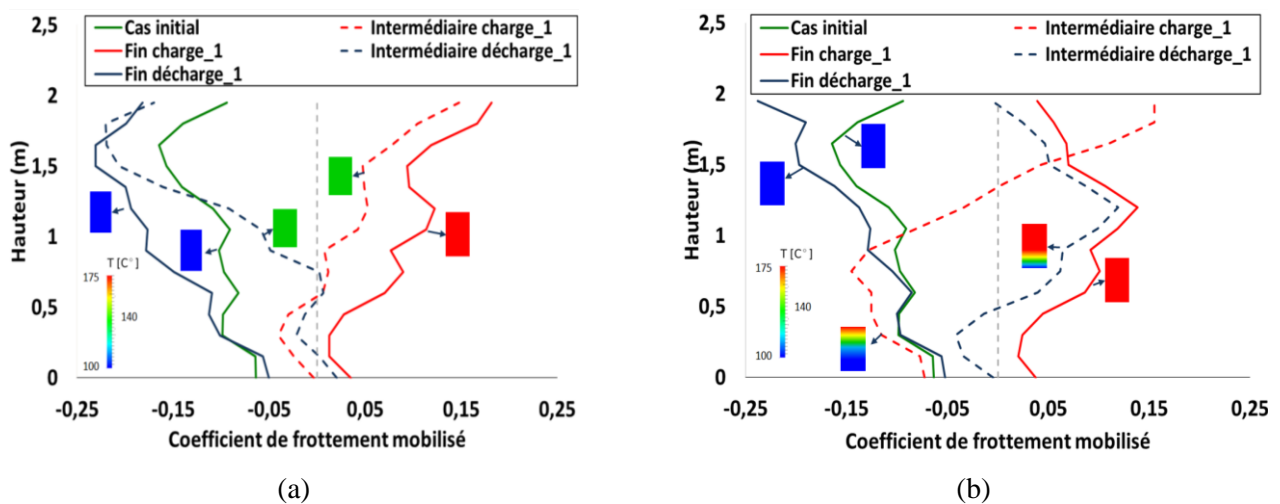 Cas initial
Intermédiaire charge_1
Fin charge_1
Intermédiaire décharge_1
Fin décharge_1
2,5
2
1,5
1
0,5
0
Hauteur (m)
T [C°]
175
140
100
-0,25
-0,15
-0,05
0,05
0,15
0,25
Coefficient de frottement mobilisé
(a)
Cas initial
Intermédiaire charge_1
Fin charge_1
Intermédiaire décharge_1
Fin décharge_1
2,5
2
1,5
1
0,5
0
Hauteur (m)
T [C°]
175
140
100
-0,25
-0,15
-0,05
0,05
0,15
0,25
Coefficient de frottement mobilisé
(b)